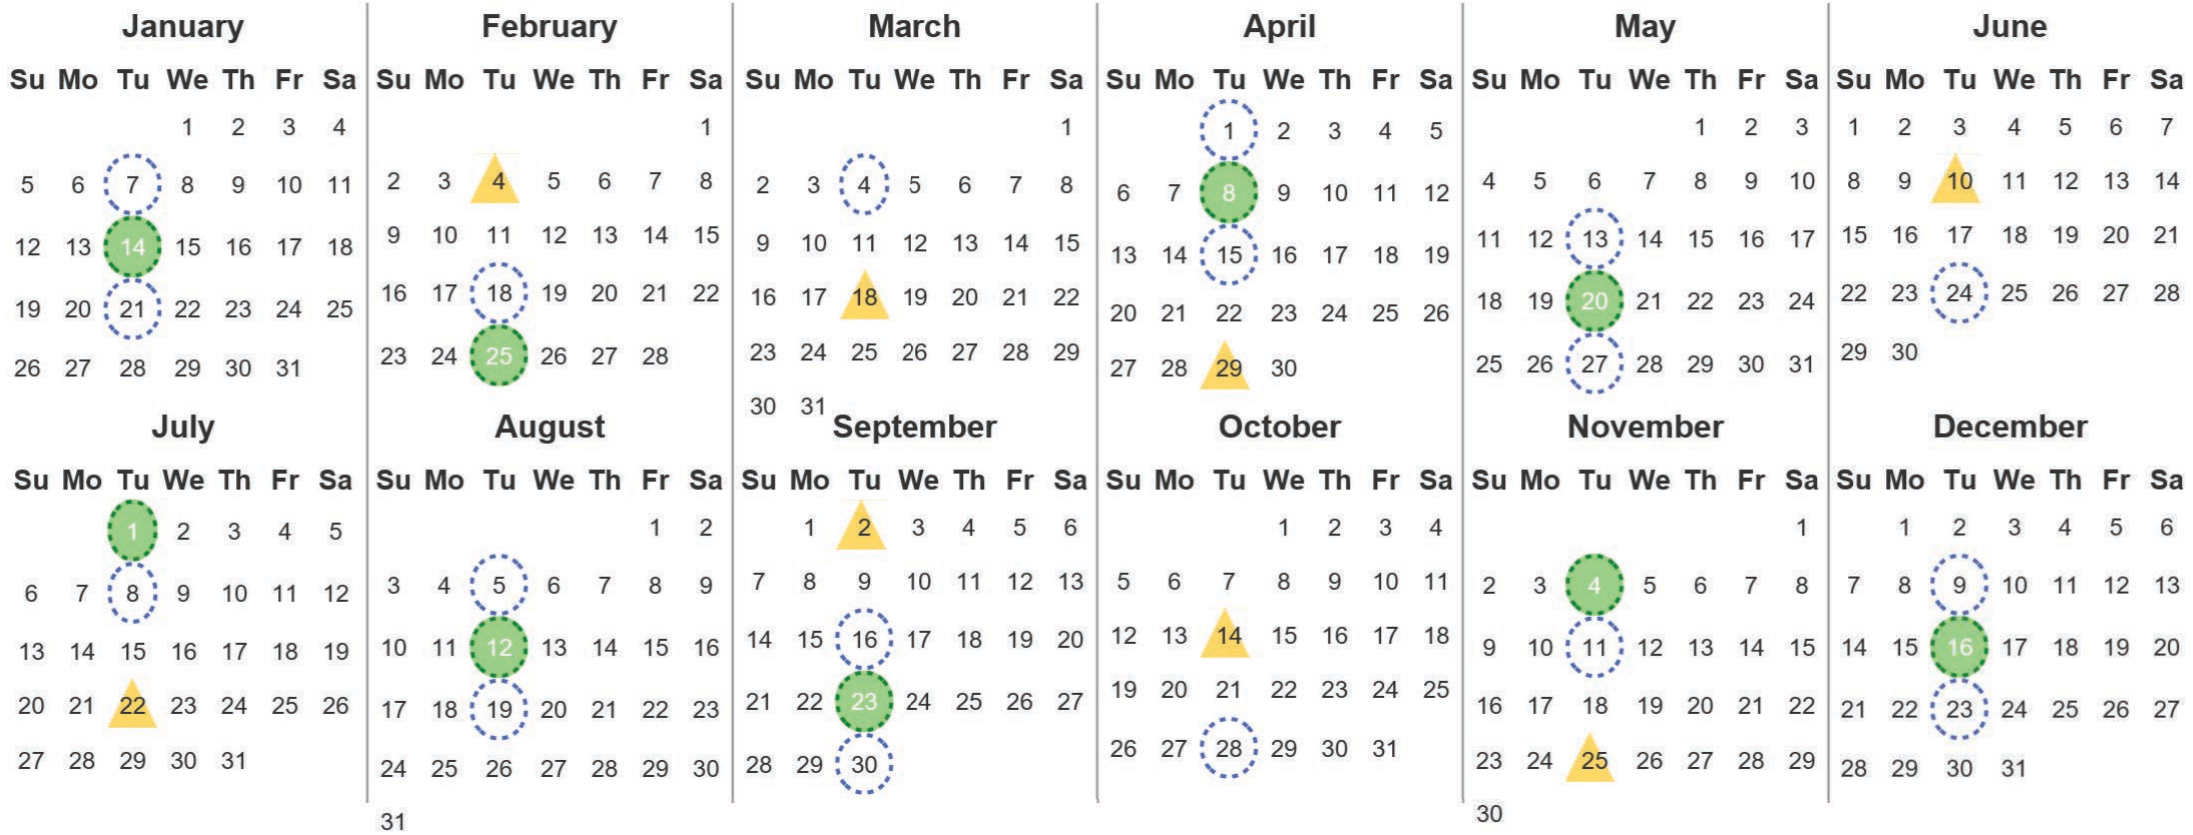 January
Su Mo Tu We Th Fr Sa
1 2 3 4
5 6 7 8 9 10 11
12 13 14 15 16 17 18
19 20 21 22 23 24 25
26 27 28 29 30 31
February
Su Mo Tu We Th Fr Sa
1
2 3 4 5 6 7 8
9 10 11 12 13 14 15
16 17 18 19 20 21 22
23 24 25 26 27 28
March
Su Mo Tu We Th Fr Sa
1
2 3 4 5 6 7 8
9 10 11 12 13 14 15
16 17 18 19 20 21 22
23 24 25 26 27 28 29
30 31
April
Su Mo Tu We Th Fr Sa
1 2 3 4 5
6 7 8 9 10 11 12
13 14 15 16 17 18 19
20 21 22 23 24 25 26
27 28 29 30
May
Su Mo Tu We Th Fr Sa
1 2 3
4 5 6 7 8 9 10
11 12 13 14 15 16 17
18 19 20 21 22 23 24
25 26 27 28 29 30 31
June
Su Mo Tu We Th Fr Sa
1 2 3 4 5 6 7
8 9 10 11 12 13 14
15 16 17 18 19 20 21
22 23 24 25 26 27 28
29 30
July
Su Mo Tu We Th Fr Sa
1 2 3 4 5
6 7 8 9 10 11 12
13 14 15 16 17 18 19
20 21 22 23 24 25 26
27 28 29 30 31
August
Su Mo Tu We Th Fr Sa
1 2
3 4 5 6 7 8 9
10 11 12 13 14 15 16
17 18 19 20 21 22 23
24 25 26 27 28 29 30
31
September
Su Mo Tu We Th Fr Sa
1 2 3 4 5 6
7 8 9 10 11 12 13
14 15 16 17 18 19 20
21 22 23 24 25 26 27
28 29 30
October
Su Mo Tu We Th Fr Sa
1 2 3 4
5 6 7 8 9 10 11
12 13 14 15 16 17 18
19 20 21 22 23 24 25
26 27 28 29 30 31
November
Su Mo Tu We Th Fr Sa
1
2 3 4 5 6 7 8
9 10 11 12 13 14 15
16 17 18 19 20 21 22
23 24 25 26 27 28 29
30
December
Su Mo Tu We Th Fr Sa
1 2 3 4 5 6
7 8 9 10 11 12 13
14 15 16 17 18 19 20
21 22 23 24 25 26 27
28 29 30 31